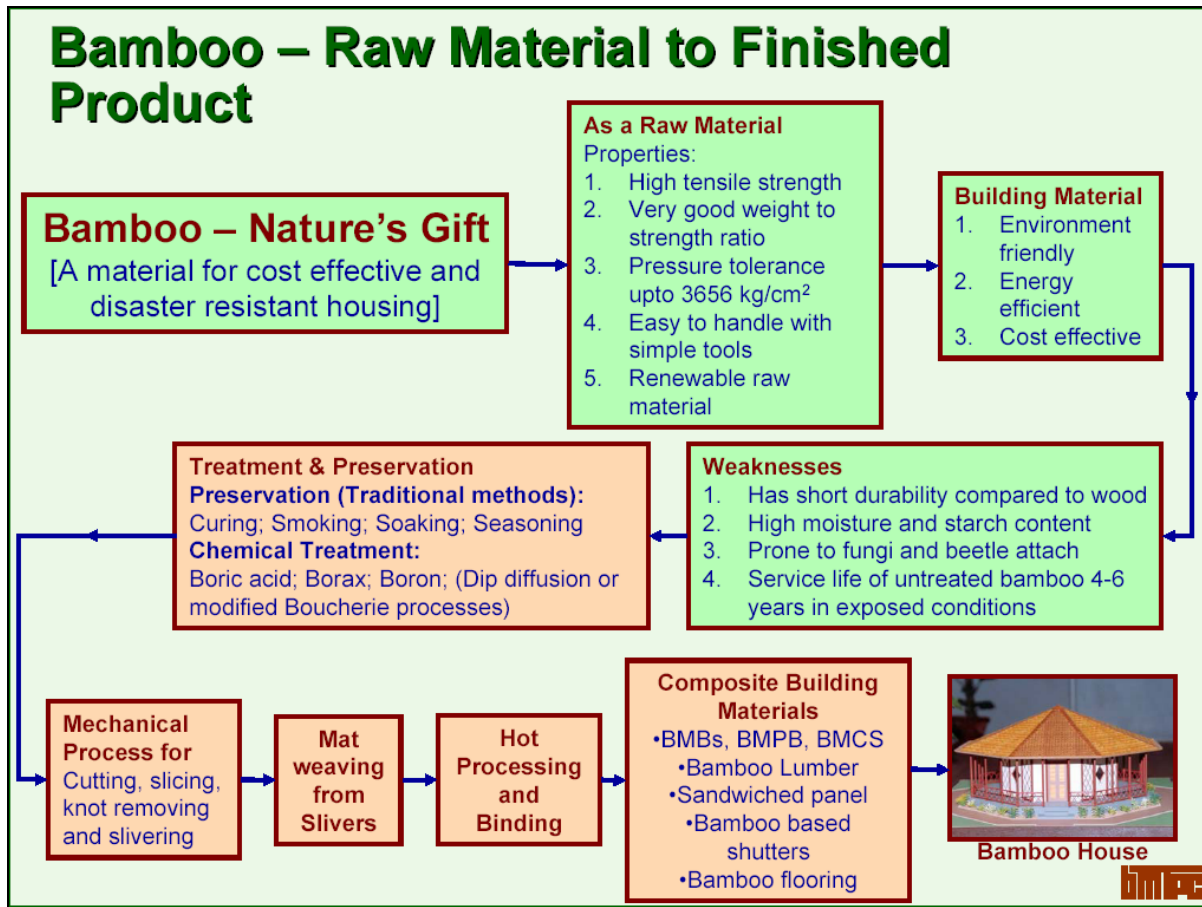 Bamboo – Raw Material to Finished
Product
Bamboo – Nature's Gift
[A material for cost effective and
disaster resistant housing]
As a Raw Material
Properties:
1. High tensile strength
2. Very good weight to
strength ratio
3. Pressure tolerance
upto 3656 kg/cm²
4. Easy to handle with
simple tools
5. Renewable raw
material
Building Material
1. Environment
friendly
2. Energy
efficient
3. Cost effective
Weaknesses
1. Has short durability compared to wood
2. High moisture and starch content
3. Prone to fungi and beetle attach
4. Service life of untreated bamboo 4-6
years in exposed conditions
Treatment & Preservation
Preservation (Traditional methods):
Curing; Smoking; Soaking; Seasoning
Chemical Treatment:
Boric acid; Borax; Boron; (Dip diffusion or
modified Boucherie processes)
Mechanical
Process for
Cutting, slicing,
knot removing
and slivering
Mat
weaving
from
Slivers
Hot
Processing
and
Binding
Composite Building
Materials
•BMBs, BMPB, BMCS
•Bamboo Lumber
•Sandwiched panel
•Bamboo based
shutters
•Bamboo flooring
Bamboo House
bmTPC